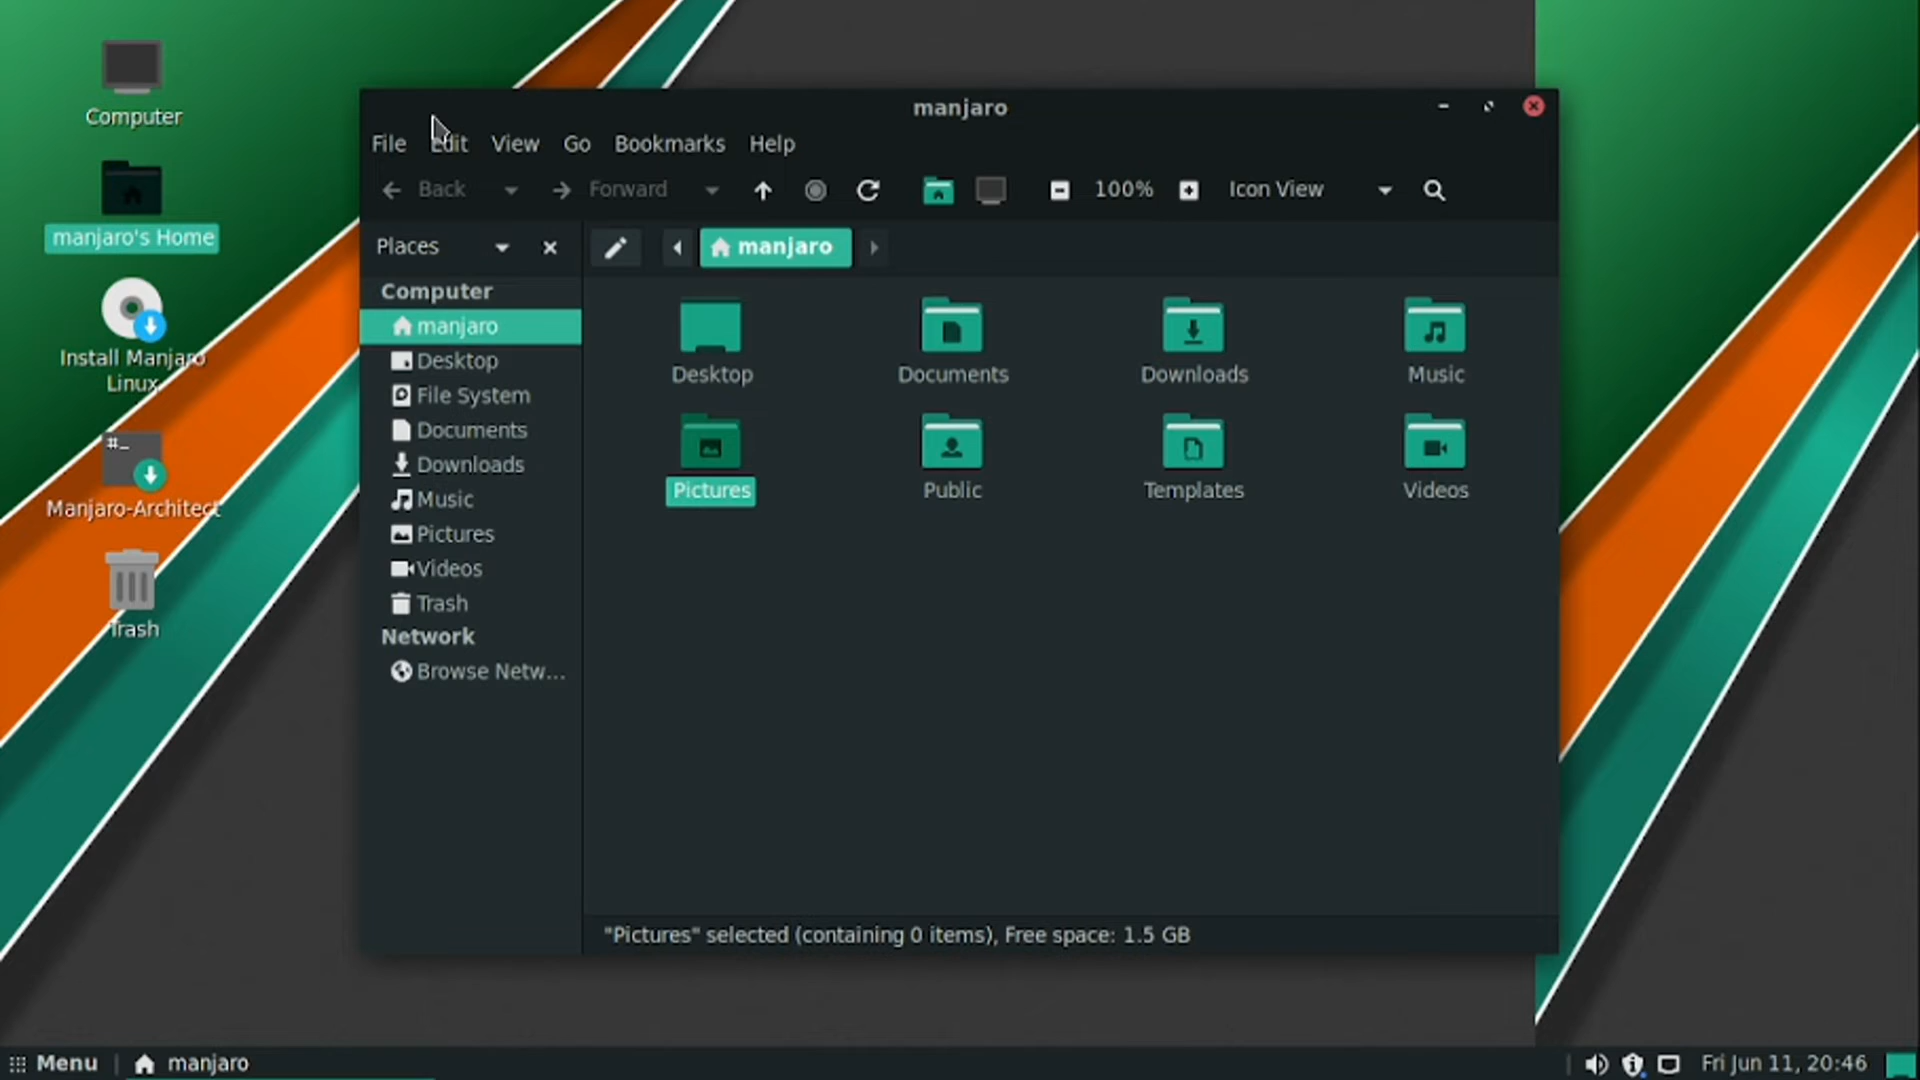 Computer
manjaro's Home
Install Manjaro
Linux
#_
Manjaro-Architect
Trash
manjaro
File Edit View Go Bookmarks Help
Back Forward 100% Icon View
Places manjaro
Computer
manjaro
Desktop
File System
Documents
Downloads
Music
Pictures
Videos
Trash
Network
Browse Netw...
Desktop Documents Downloads Music
Pictures Public Templates Videos
"Pictures" selected (containing 0 items), Free space: 1.5 GB
Menu manjaro Fri Jun 11, 20:46